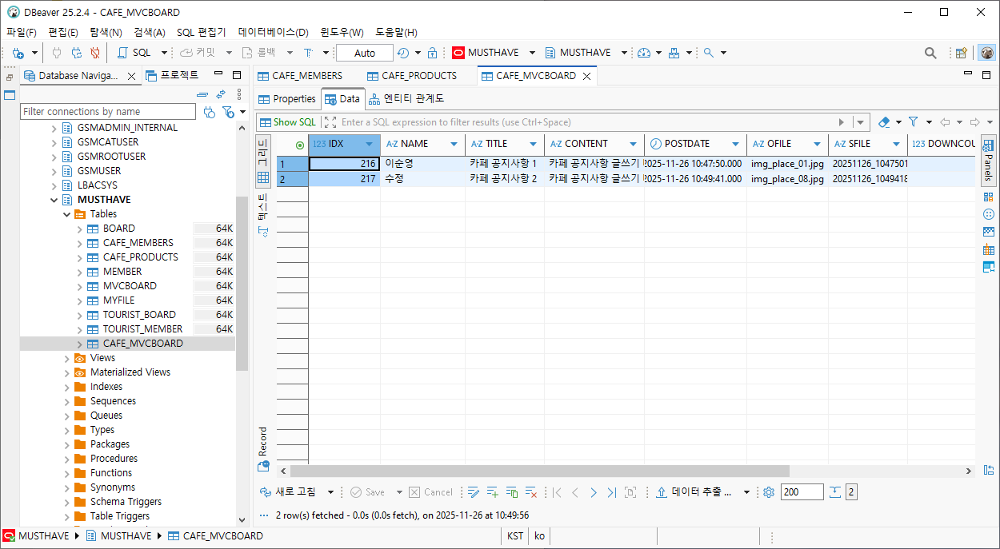 DBeaver 25.2.4 - CAFE_MVCBOARD
파일(F) 편집(E) 탐색(N) 검색(A) SQL 편집기 데이터베이스(D) 윈도우(W) 도움말(H)
SQL 커밋 롤백 T Auto MUSTHAVE MUSTHAVE
Database Naviga... 프로젝트
CAFE_MEMBERS CAFE_PRODUCTS CAFE_MVCBOARD
Properties Data 엔티티 관계도
Filter connections by name
Show SQL Enter a SQL expression to filter results (use Ctrl+Space)
GSMADMIN_INTERNAL
GSMCATUSER
GSMROOTUSER
GSMUSER
LBACSYS
MUSTHAVE
Tables
BOARD 64K
CAFE_MEMBERS 64K
CAFE_PRODUCTS 64K
MEMBER 64K
MVCBOARD 64K
MYFILE 64K
TOURIST_BOARD 64K
TOURIST_MEMBER 64K
CAFE_MVCBOARD
Views
Materialized Views
Indexes
Sequences
Queues
Types
Packages
Procedures
Functions
Synonyms
Schema Triggers
Table Triggers
그리드
텍스트
Record
123 IDX A-Z NAME A-Z TITLE A-Z CONTENT POSTDATE A-Z OFILE A-Z SFILE 123 DOWNCOU
1 216 이순영 카페 공지사항 1 카페 공지사항 글쓰기 2025-11-26 10:47:50.000 img_place_01.jpg 20251126_1047501
2 217 수정 카페 공지사항 2 카페 공지사항 글쓰기 2025-11-26 10:49:41.000 img_place_08.jpg 20251126_1049418
Panels
새로 고침 Save Cancel 데이터 추출 ... 200 2
2 row(s) fetched - 0.0s (0.0s fetch), on 2025-11-26 at 10:49:56
MUSTHAVE MUSTHAVE CAFE_MVCBOARD KST ko